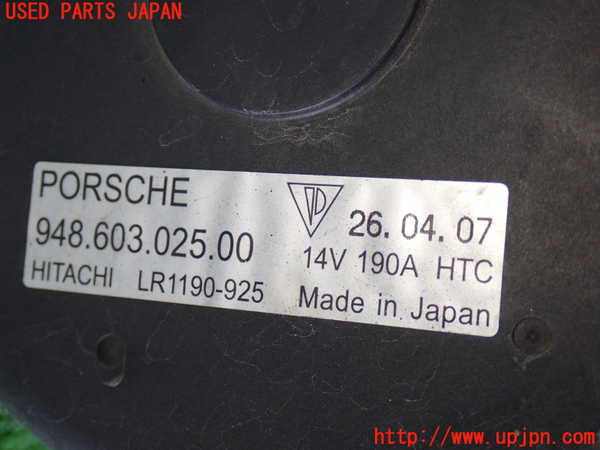 USED PARTS JAPAN
PORSCHE
948.603.025.00
26.04.07
14V 190A HTC
HITACHI LR1190-925
Made in Japan
http://www.upjpn.com/